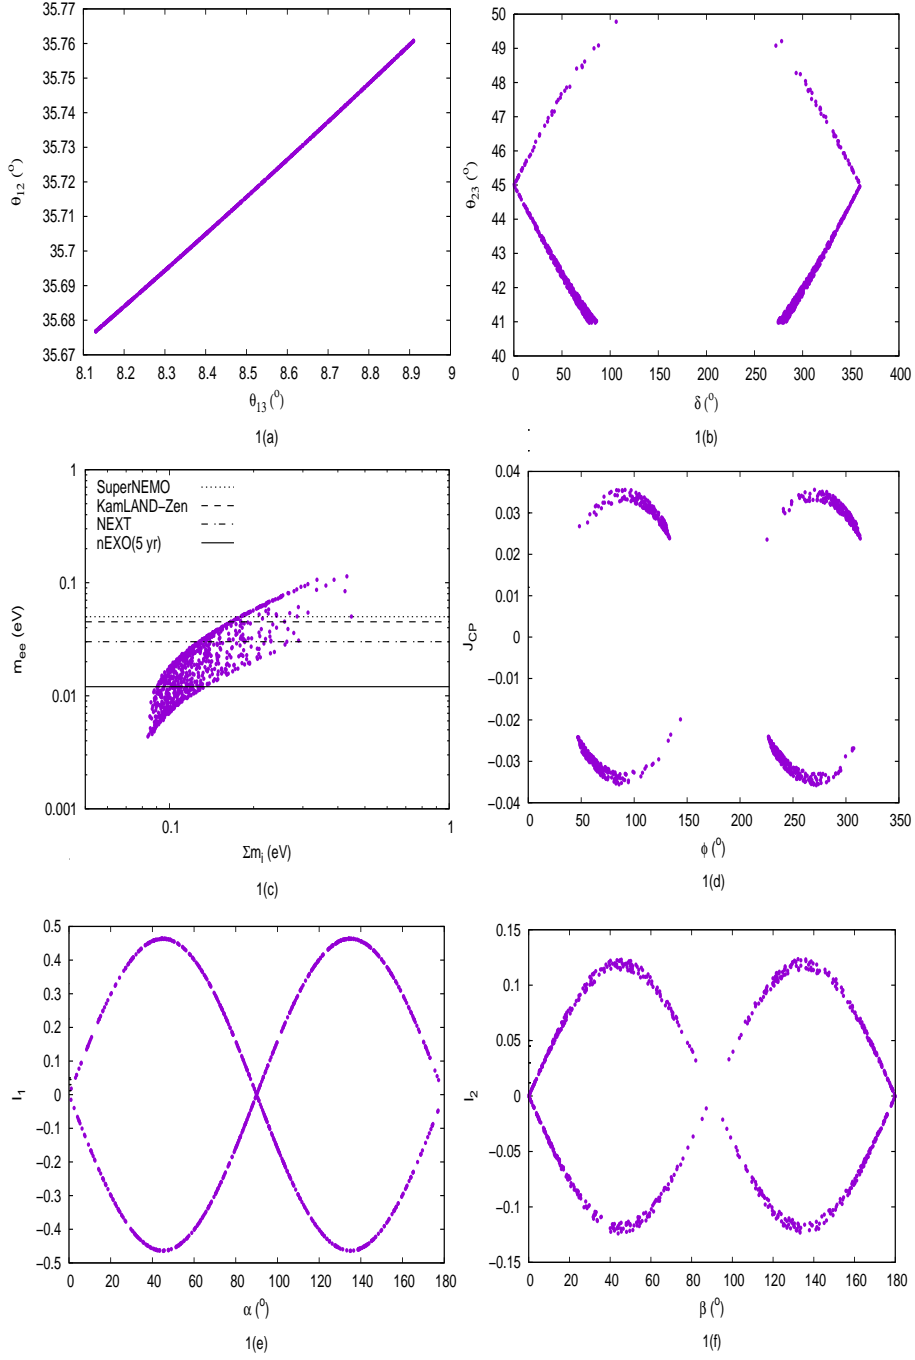 35.77
35.76
35.75
35.74
35.73
35.72
35.71
35.7
35.69
35.68
35.67
θ12 (o)
8.1 8.2 8.3 8.4 8.5 8.6 8.7 8.8 8.9 9
θ13 (o)
1(a)
50
49
48
47
46
45
44
43
42
41
40
θ23 (o)
0 50 100 150 200 250 300 350 400
δ (o)
1(b)
1
0.1
0.01
0.001
mee (eV)
SuperNEMO
KamLAND−Zen
NEXT
nEXO(5 yr)
0.1 1
Σmi (eV)
1(c)
0.04
0.03
0.02
0.01
0
−0.01
−0.02
−0.03
−0.04
JCP
0 50 100 150 200 250 300 350
ϕ (o)
1(d)
0.5
0.4
0.3
0.2
0.1
0
−0.1
−0.2
−0.3
−0.4
−0.5
I1
0 20 40 60 80 100 120 140 160 180
α (o)
1(e)
0.15
0.1
0.05
0
−0.05
−0.1
−0.15
I2
0 20 40 60 80 100 120 140 160 180
β (o)
1(f)